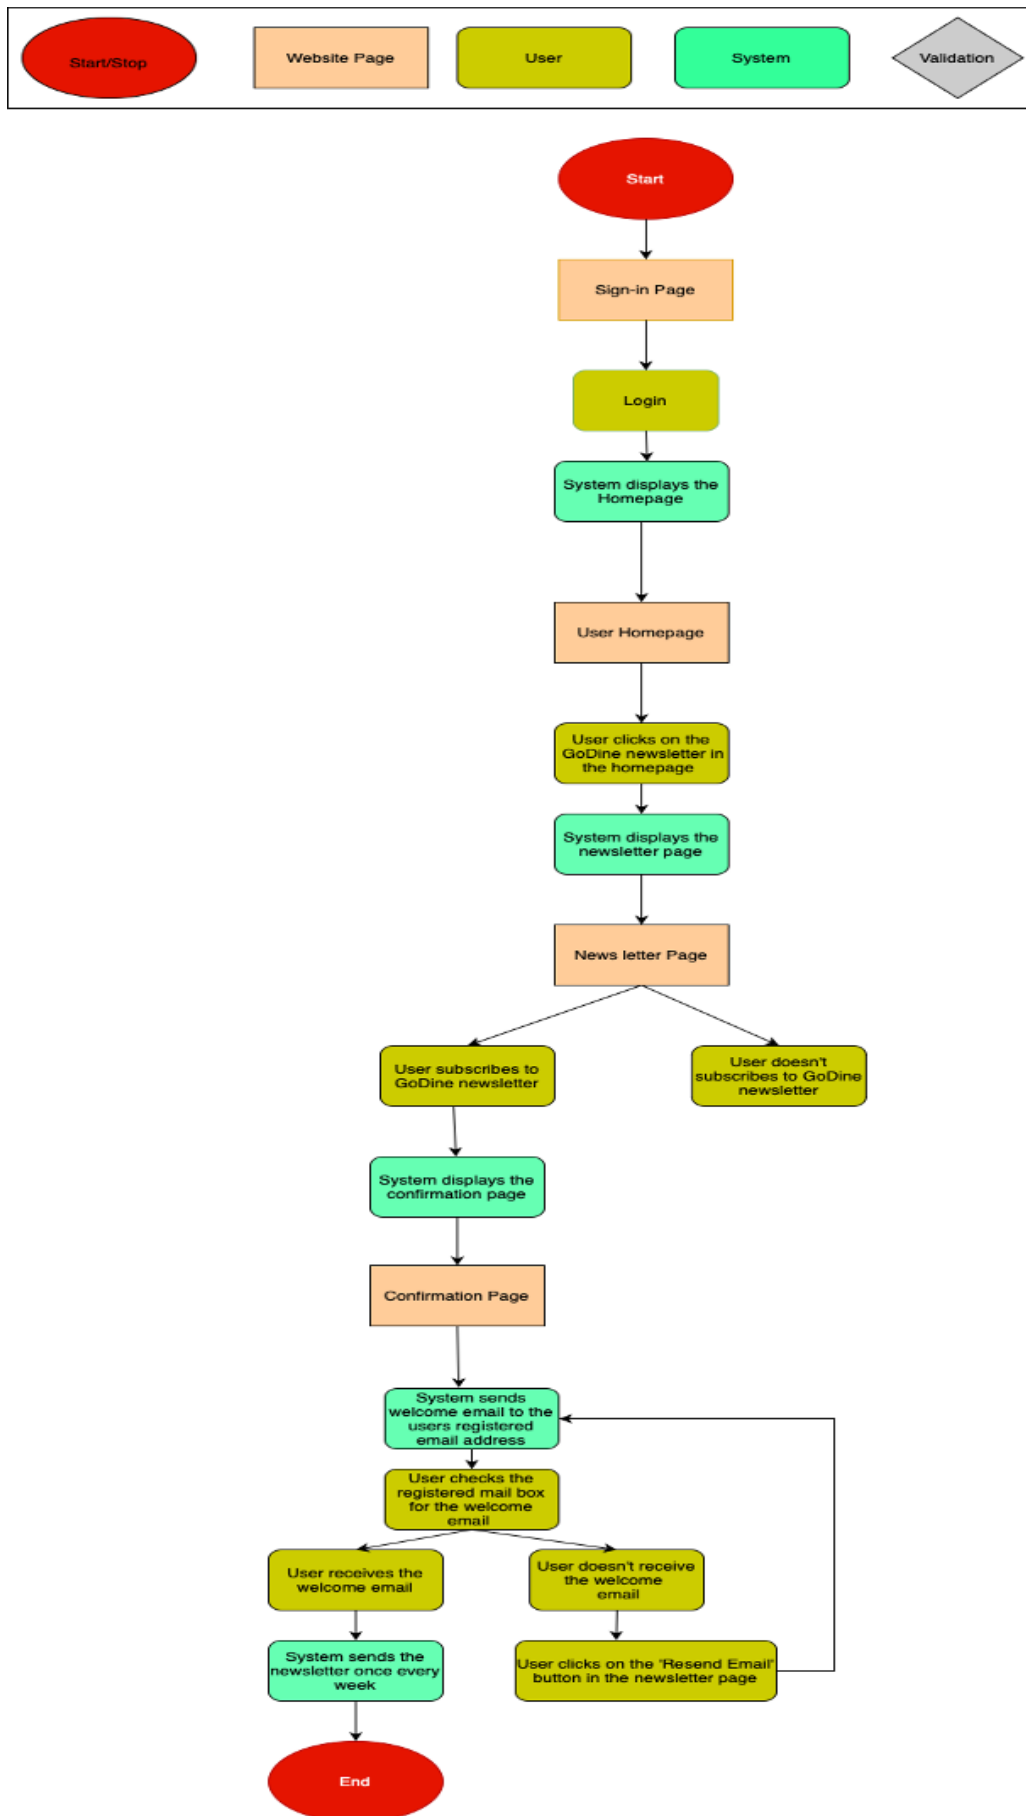 Start/Stop
Website Page
User
System
Validation
Start
Sign-in Page
Login
System displays the
Homepage
User Homepage
User clicks on the
GoDine newsletter in
the homepage
System displays the
newsletter page
News letter Page
User subscribes to
GoDine newsletter
User doesn't
subscribes to GoDine
newsletter
System displays the
confirmation page
Confirmation Page
System sends
welcome email to the
users registered
email address
User checks the
registered mail box
for the welcome
email
User receives the
welcome email
User doesn't receive
the welcome
email
System sends the
newsletter once every
week
User clicks on the 'Resend Email'
button in the newsletter page
End